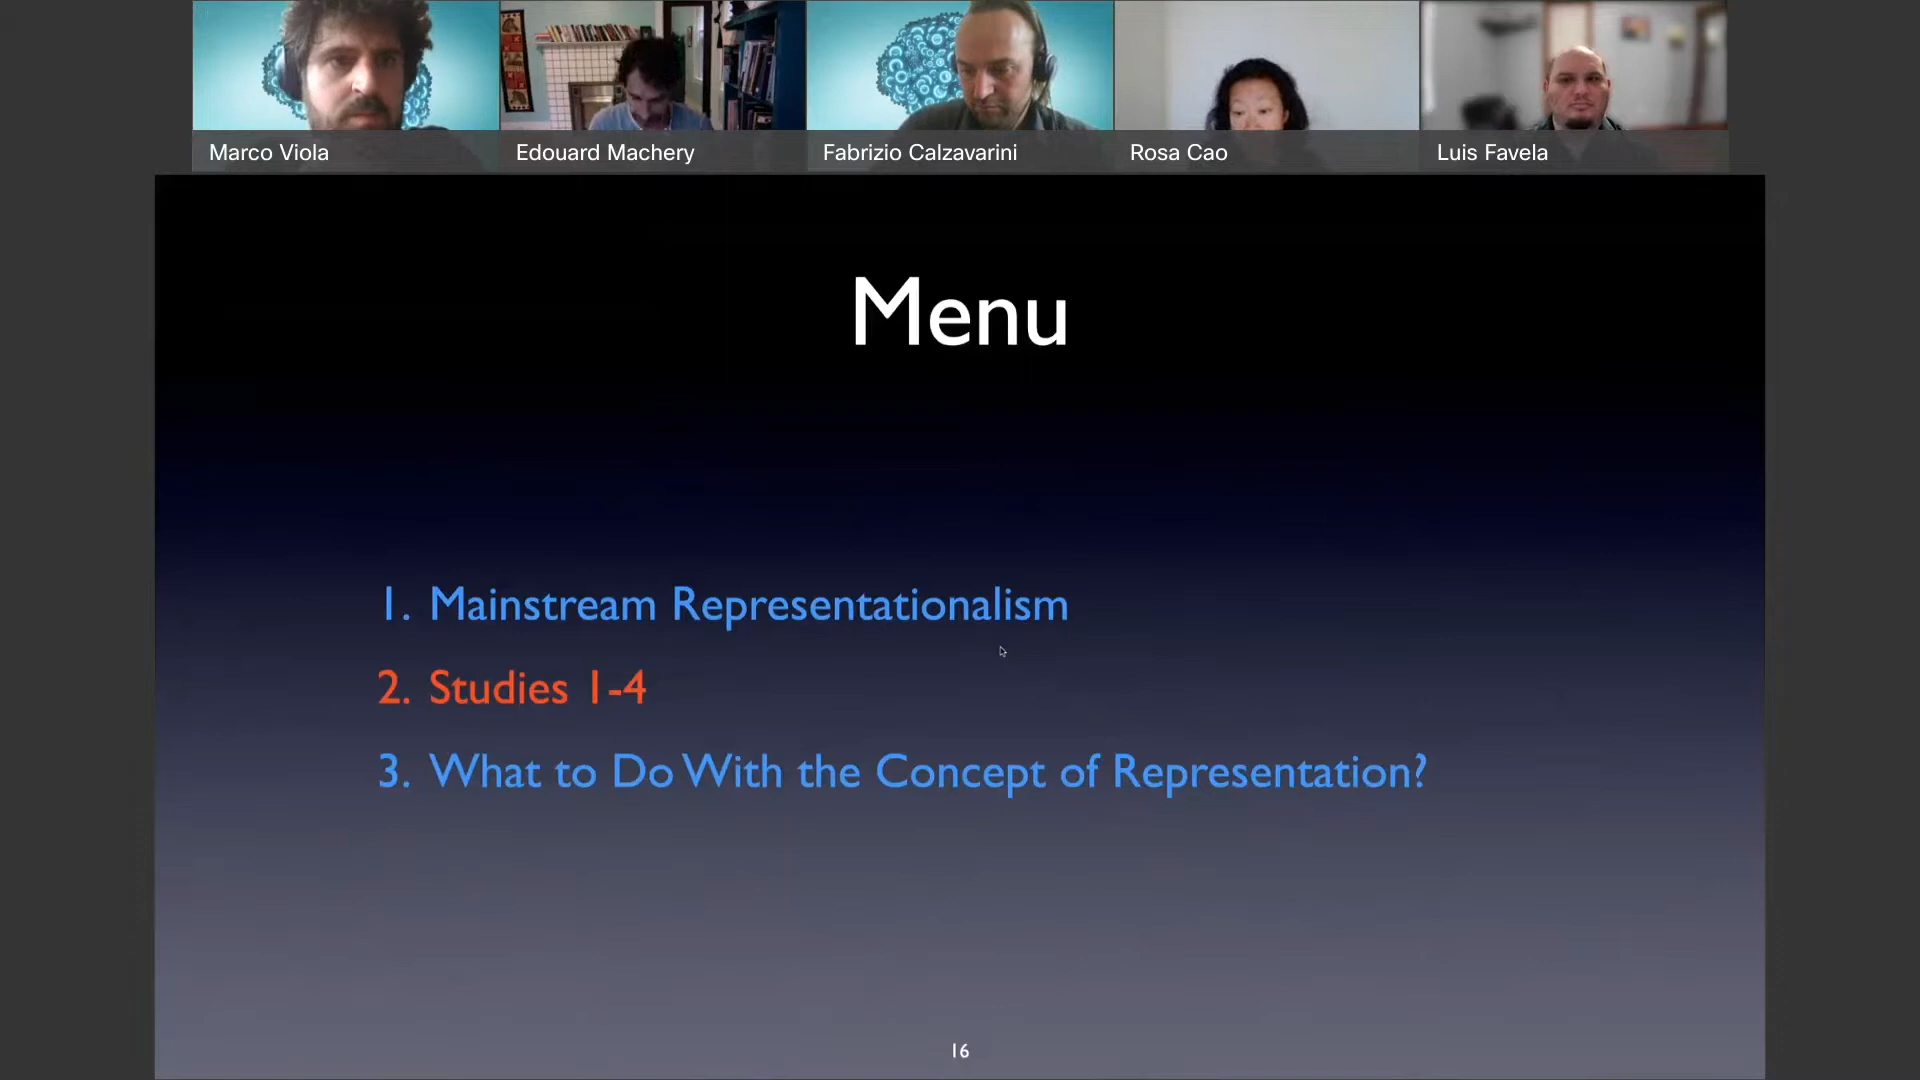 Marco Viola
Edouard Machery
Fabrizio Calzavarini
Rosa Cao
Luis Favela
Menu
1. Mainstream Representationalism
2. Studies 1-4
3. What to Do With the Concept of Representation?
16